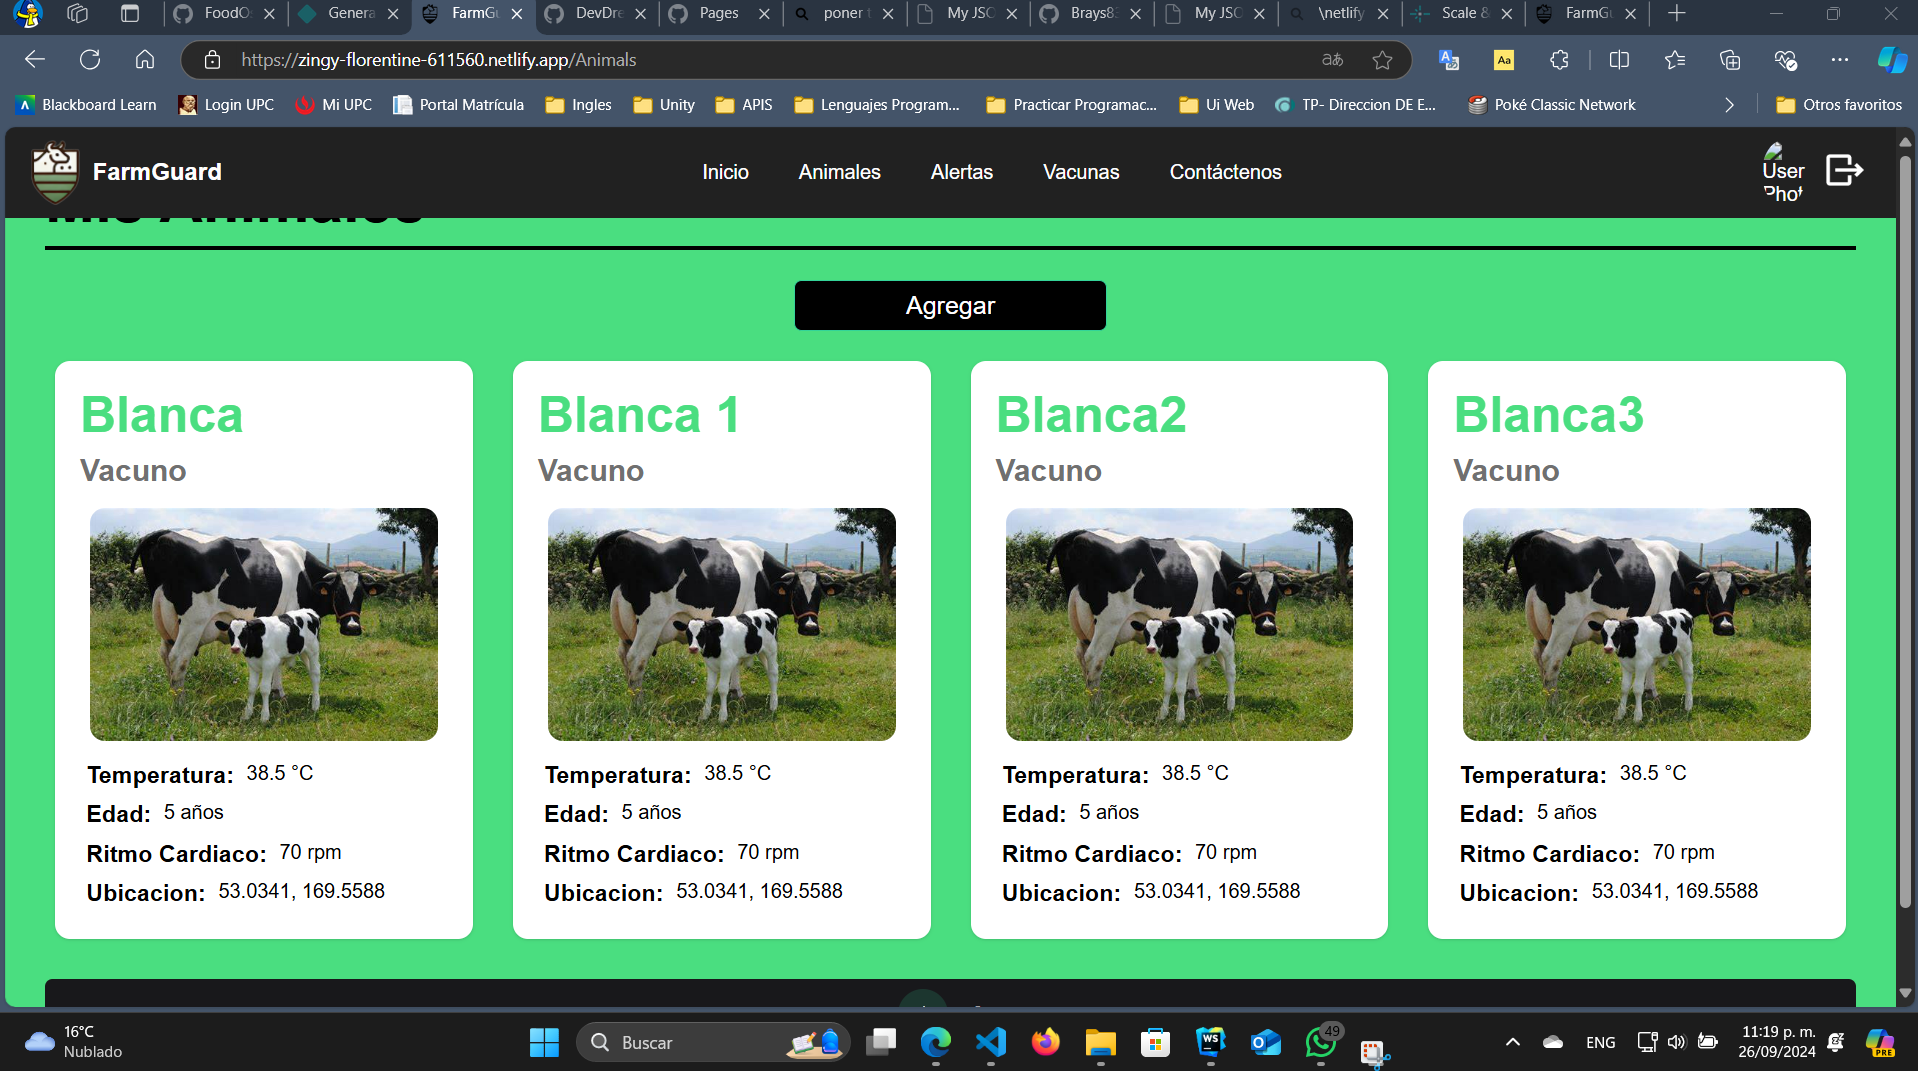 FoodO
Genera
FarmGu
DevDre
Pages
poner t
My JSO
Brays8
My JSO
\netlify
Scale &
FarmGu
https://zingy-florentine-611560.netlify.app/Animals
Blackboard Learn
Login UPC
Mi UPC
Portal Matrícula
Ingles
Unity
APIS
Lenguajes Program...
Practicar Programac...
Ui Web
TP- Direccion DE E...
Poké Classic Network
Otros favoritos
FarmGuard
Inicio
Animales
Alertas
Vacunas
Contáctenos
User
Phot
Mis Animales
Agregar
Blanca
Vacuno
Temperatura: 38.5 °C
Edad: 5 años
Ritmo Cardiaco: 70 rpm
Ubicacion: 53.0341, 169.5588
Blanca 1
Vacuno
Temperatura: 38.5 °C
Edad: 5 años
Ritmo Cardiaco: 70 rpm
Ubicacion: 53.0341, 169.5588
Blanca2
Vacuno
Temperatura: 38.5 °C
Edad: 5 años
Ritmo Cardiaco: 70 rpm
Ubicacion: 53.0341, 169.5588
Blanca3
Vacuno
Temperatura: 38.5 °C
Edad: 5 años
Ritmo Cardiaco: 70 rpm
Ubicacion: 53.0341, 169.5588
16°C
Nublado
Buscar
49
ENG
11:19 p. m.
26/09/2024